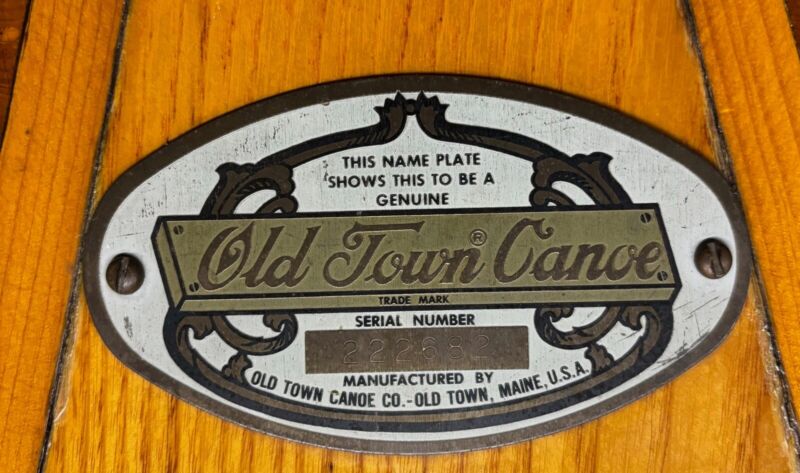 THIS NAME PLATE
SHOWS THIS TO BE A
GENUINE
Old Town® Canoe
TRADE MARK
SERIAL NUMBER
222682
MANUFACTURED BY
OLD TOWN CANOE CO.-OLD TOWN, MAINE, U.S.A.